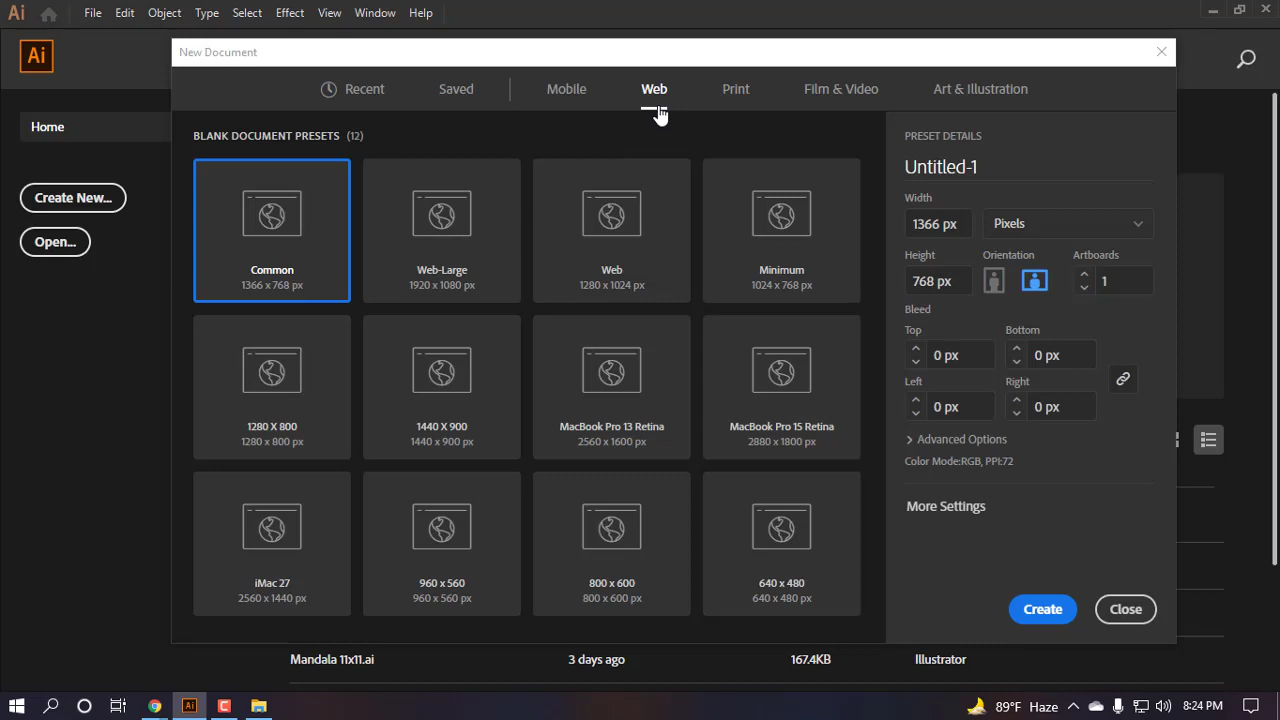 Ai File Edit Object Type Select Effect View Window Help
Ai
New Document
Recent Saved Mobile Web Print Film & Video Art & Illustration
Home
Create New...
Open...
BLANK DOCUMENT PRESETS (12)
Common
1366 x 768 px
Web-Large
1920 x 1080 px
Web
1280 x 1024 px
Minimum
1024 x 768 px
1280 X 800
1280 x 800 px
1440 X 900
1440 x 900 px
MacBook Pro 13 Retina
2560 x 1600 px
MacBook Pro 15 Retina
2880 x 1800 px
iMac 27
2560 x 1440 px
960 x 560
960 x 560 px
800 x 600
800 x 600 px
640 x 480
640 x 480 px
PRESET DETAILS
Untitled-1
Width
1366 px Pixels
Height Orientation Artboards
768 px 1
Bleed
Top Bottom
0 px 0 px
Left Right
0 px 0 px
Advanced Options
Color Mode:RGB, PPI:72
More Settings
Create Close
Mandala 11x11.ai 3 days ago 167.4KB Illustrator
Ai 89°F Haze 8:24 PM